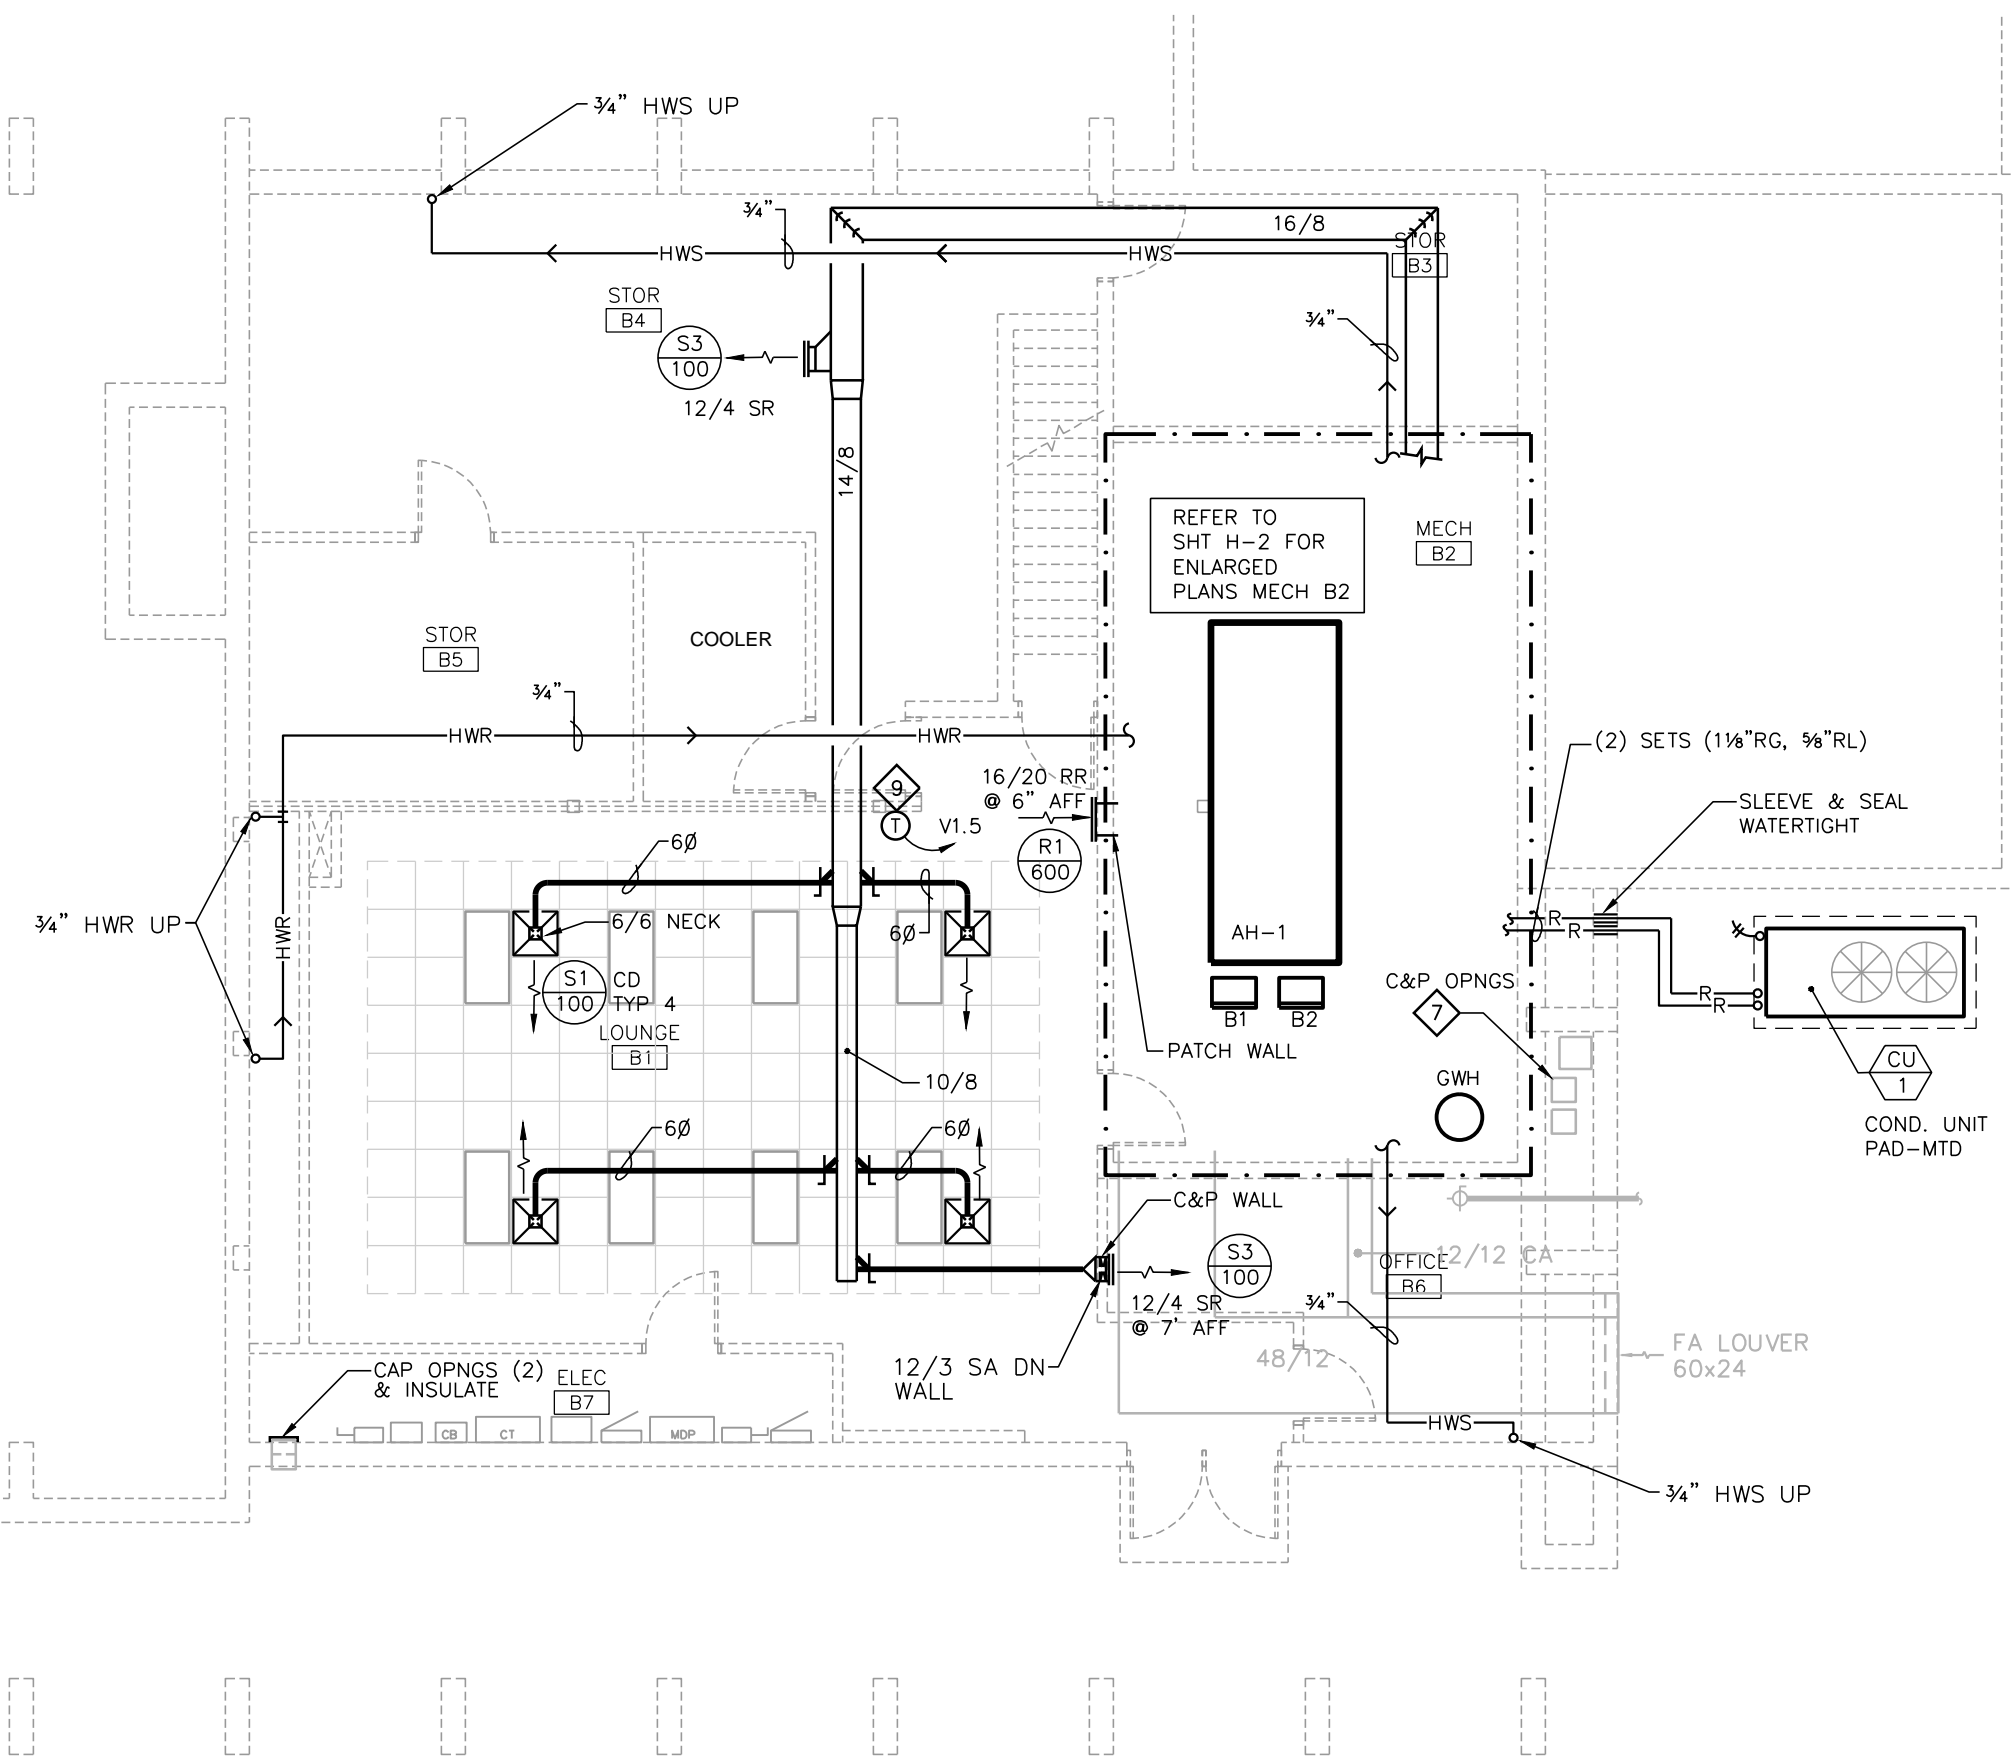 ¾" HWS UP
¾"
16/8
HWS
HWS
STOR
B3
STOR
B4
¾"
S3
100
12/4 SR
14/8
REFER TO
SHT H-2 FOR
ENLARGED
PLANS MECH B2
MECH
B2
STOR
B5
COOLER
¾"
HWR
HWR
(2) SETS (1⅛"RG, ⅝"RL)
16/20 RR
@ 6" AFF
9
T
V1.5
R1
600
SLEEVE & SEAL
WATERTIGHT
6Ø
¾" HWR UP
HWR
6/6 NECK
6Ø
AH-1
R
R
S1
100
CD
TYP 4
C&P OPNGS
7
R
R
B1
B2
LOUNGE
B1
PATCH WALL
10/8
GWH
CU
1
COND. UNIT
PAD-MTD
6Ø
6Ø
C&P WALL
S3
100
12/12 CA
OFFICE
B6
12/4 SR
@ 7' AFF
¾"
48/12
FA LOUVER
60x24
12/3 SA DN
WALL
CAP OPNGS (2)
& INSULATE
ELEC
B7
CB
CT
MDP
HWS
¾" HWS UP